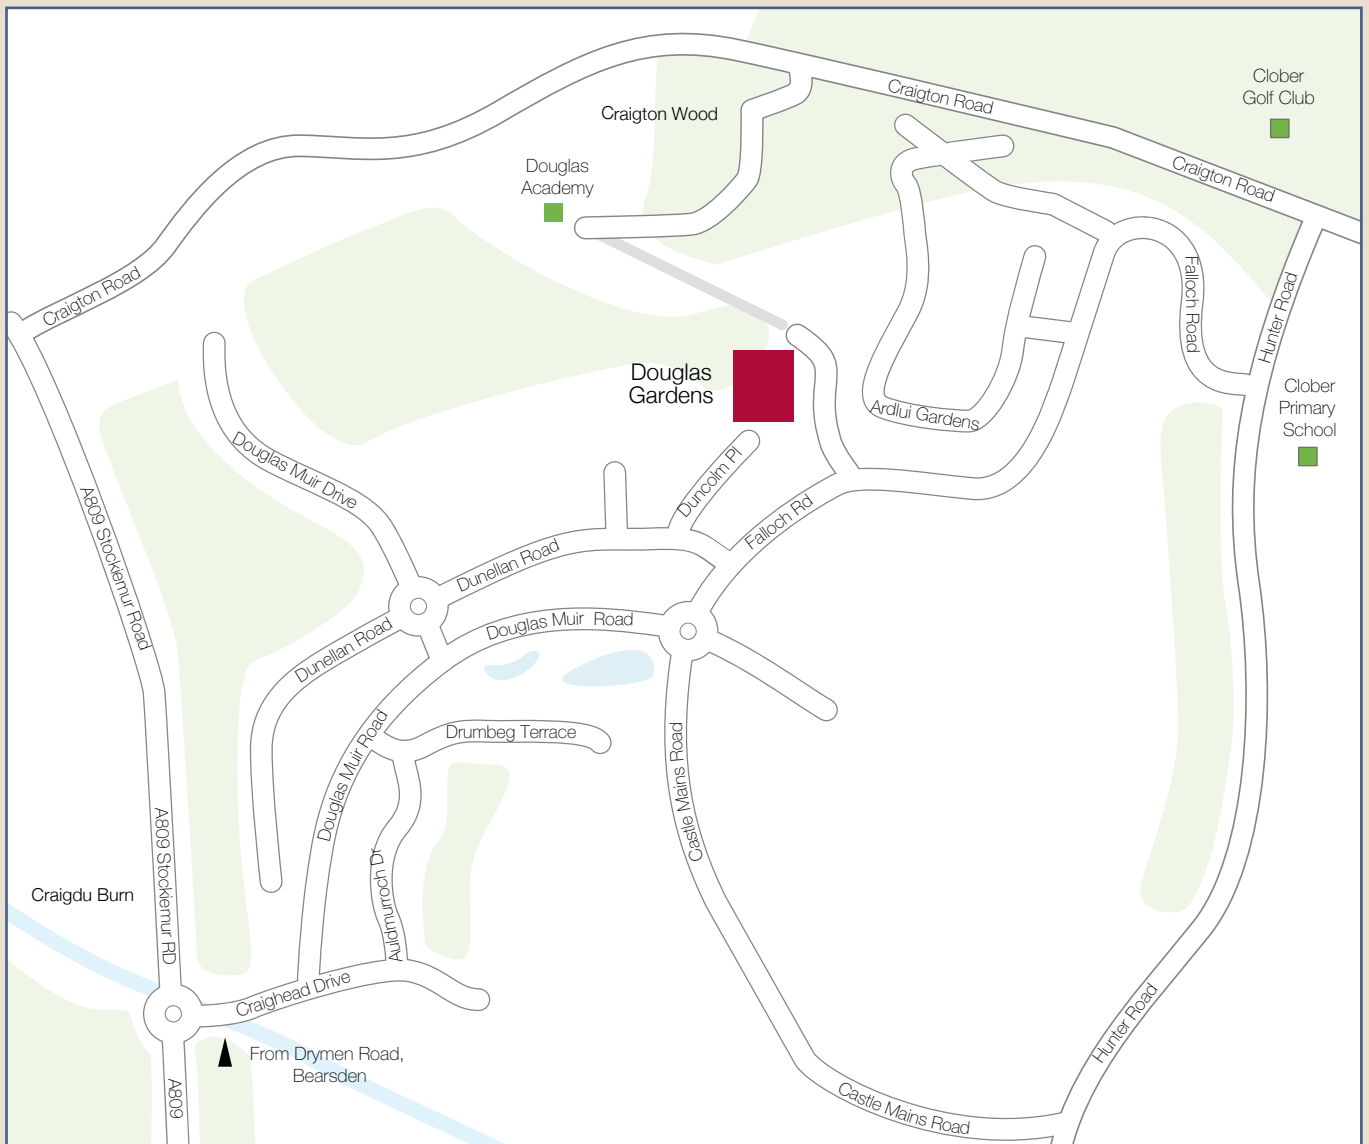 Clober
Golf Club
Craigton Road
Craigton Wood
Craigton Road
Douglas
Academy
Craigton Road
Falloch Road
Hunter Road
Douglas
Gardens
Clober
Primary
School
Ardlui Gardens
Douglas Muir Drive
Duncolm Pl
A809 Stockiemur Road
Falloch Rd
Dunellan Road
Dunellan Road
Douglas Muir Road
Drumbeg Terrace
Douglas Muir Road
Castle Mains Road
A809 Stockiemur RD
Auldmurroch Dr
Craigdu Burn
Craighead Drive
Hunter Road
From Drymen Road,
Bearsden
A809
Castle Mains Road